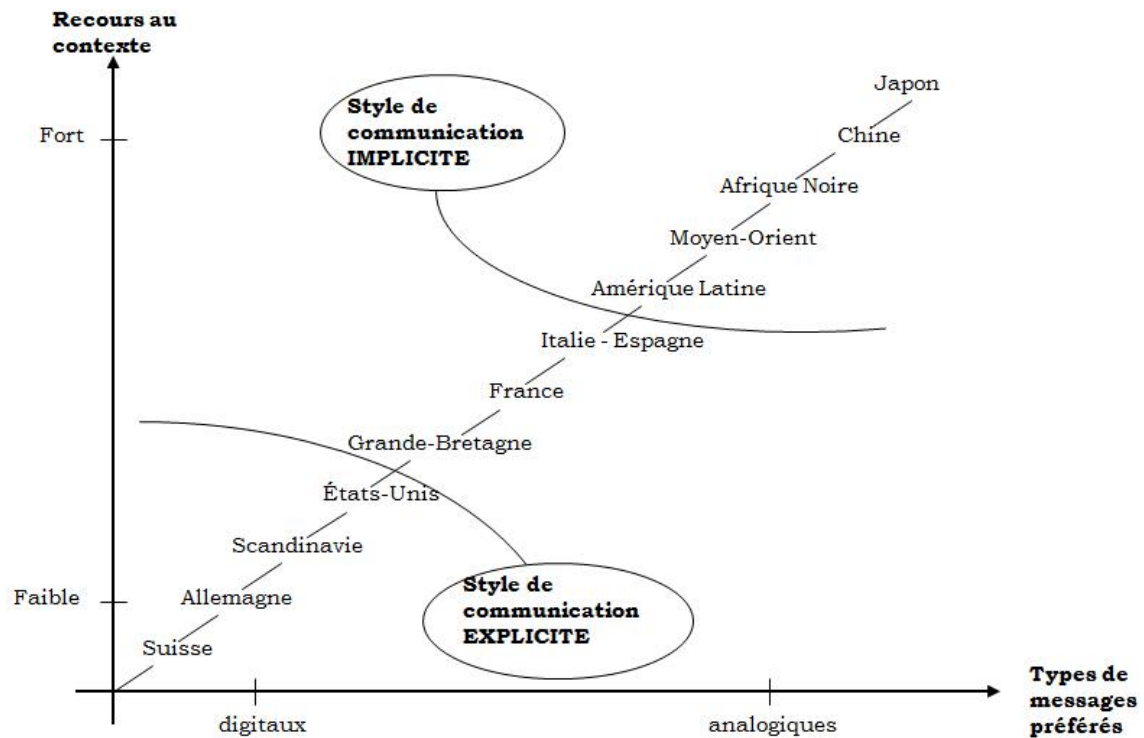 Recours au
contexte
Japon
Style de
communication
IMPLICITE
Fort
Chine
Afrique Noire
Moyen-Orient
Amérique Latine
Italie - Espagne
France
Grande-Bretagne
États-Unis
Scandinavie
Style de
communication
EXPLICITE
Faible
Allemagne
Suisse
Types de
messages
préférés
digitaux
analogiques